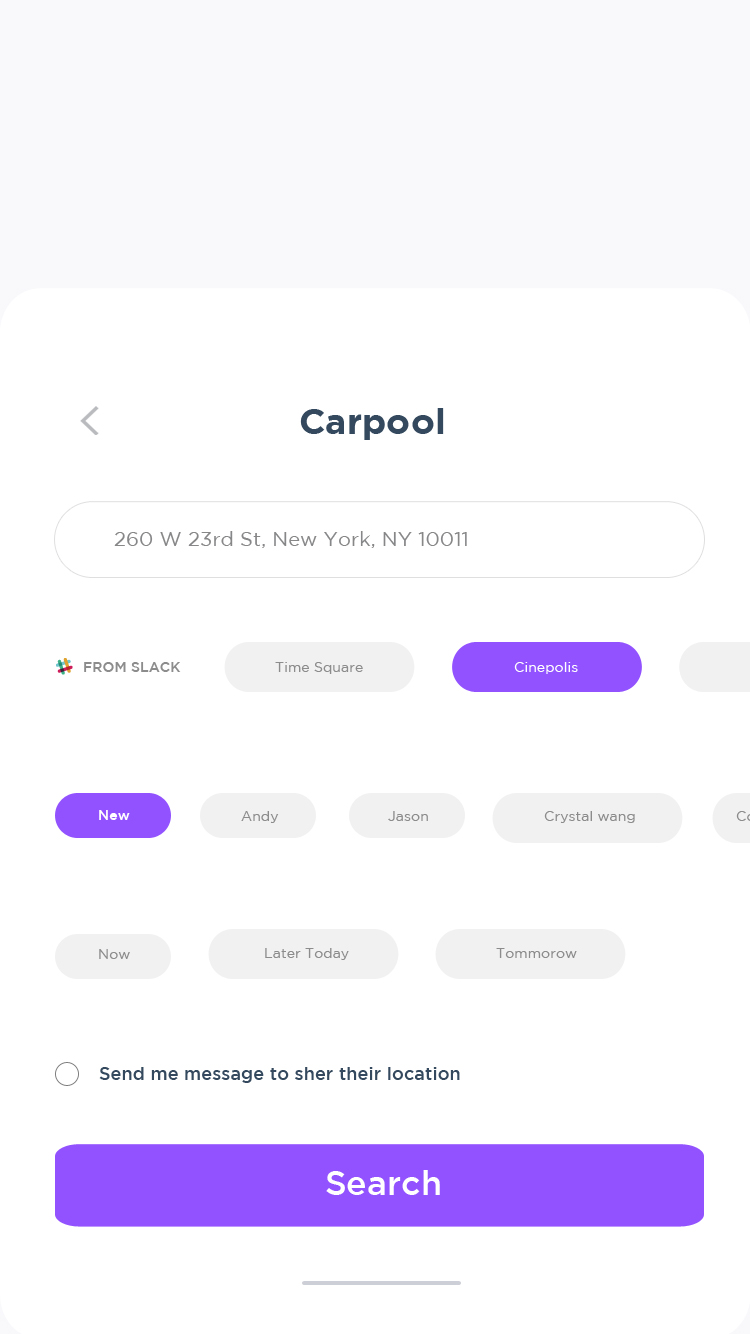 Carpool
260 W 23rd St, New York, NY 10011
FROM SLACK Time Square Cinepolis
New Andy Jason Crystal wang
Now Later Today Tommorow
Send me message to sher their location
Search